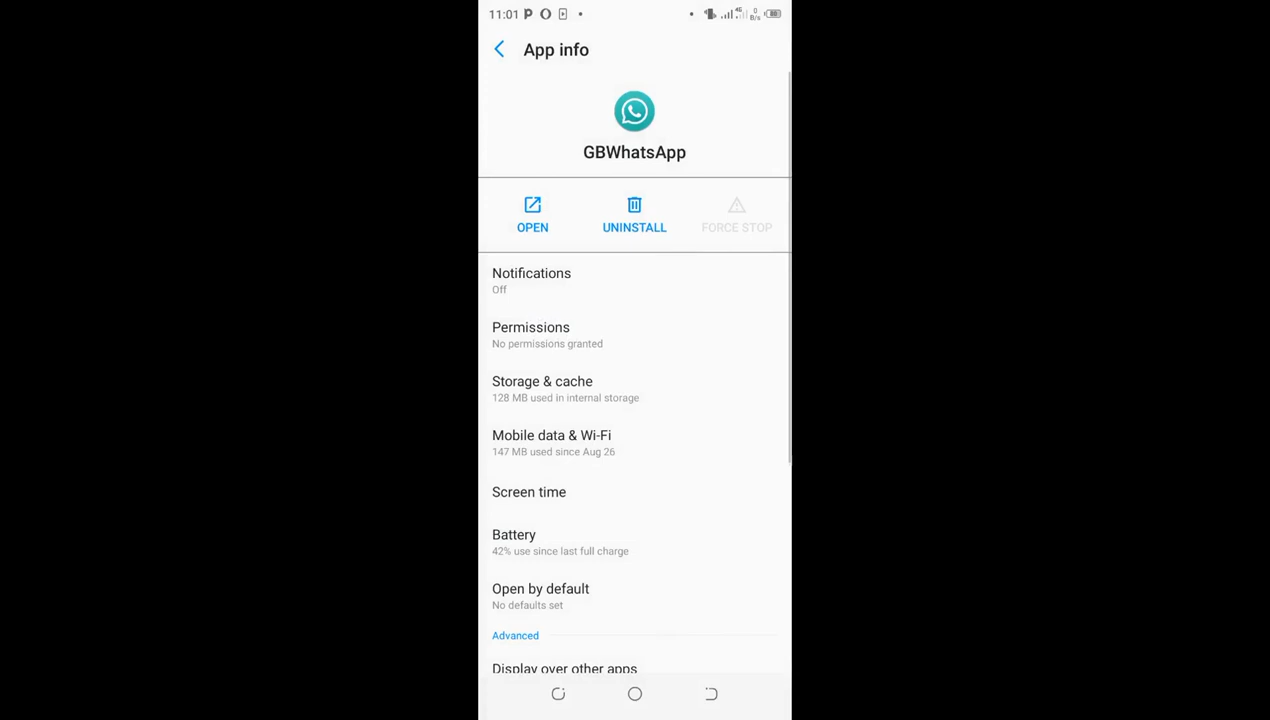 11:01
0
B/s
80
App info
GBWhatsApp
OPEN
UNINSTALL
FORCE STOP
Notifications
Off
Permissions
No permissions granted
Storage & cache
128 MB used in internal storage
Mobile data & Wi-Fi
147 MB used since Aug 26
Screen time
Battery
42% use since last full charge
Open by default
No defaults set
Advanced
Display over other apps